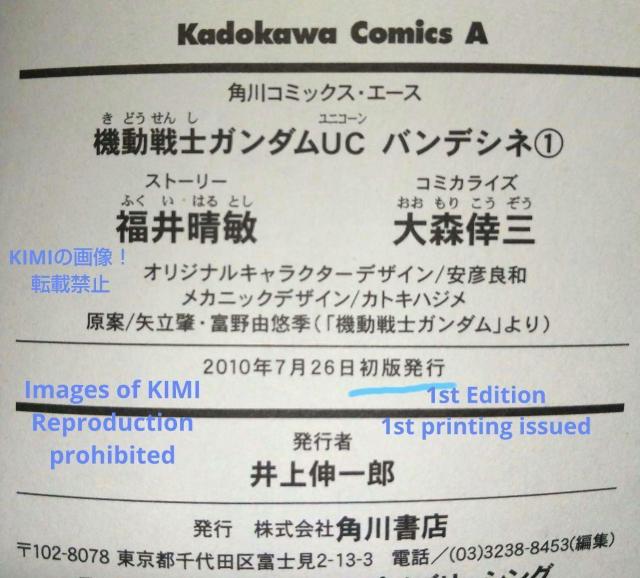 Kadokawa Comics A
角川コミックス・エース
き どう せん し ユニコーン
機動戦士ガンダムUC バンデシネ①
ストーリー コミカライズ
ふく い はる とし おお もり こう ぞう
福井晴敏 大森倖三
KIMIの画像！
転載禁止
オリジナルキャラクターデザイン/安彦良和
メカニックデザイン/カトキハジメ
原案/矢立肇・富野由悠季(「機動戦士ガンダム」より)
2010年7月26日初版発行
Images of KIMI
Reproduction
prohibited
1st Edition
1st printing issued
発行者
井上伸一郎
発行 株式会社角川書店
〒102-8078 東京都千代田区富士見2-13-3 電話/(03)3238-8453(編集)